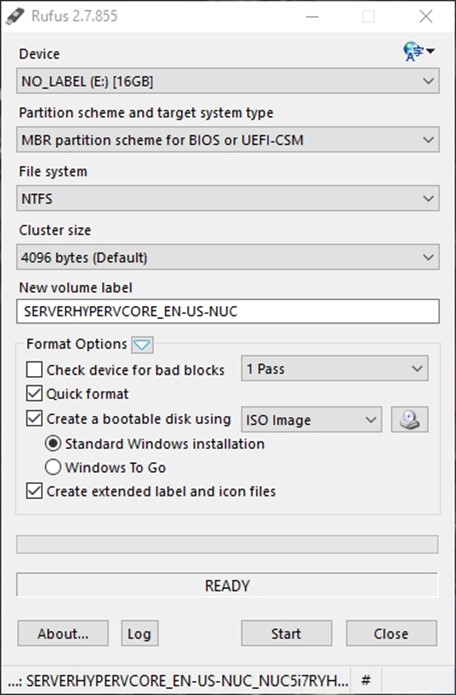 Rufus 2.7.855
Device
NO_LABEL (E:) [16GB]
Partition scheme and target system type
MBR partition scheme for BIOS or UEFI-CSM
File system
NTFS
Cluster size
4096 bytes (Default)
New volume label
SERVERHYPERVCORE_EN-US-NUC
Format Options
Check device for bad blocks 1 Pass
Quick format
Create a bootable disk using ISO Image
Standard Windows installation
Windows To Go
Create extended label and icon files
READY
About... Log Start Close
...: SERVERHYPERVCORE_EN-US-NUC_NUC5i7RYH... #